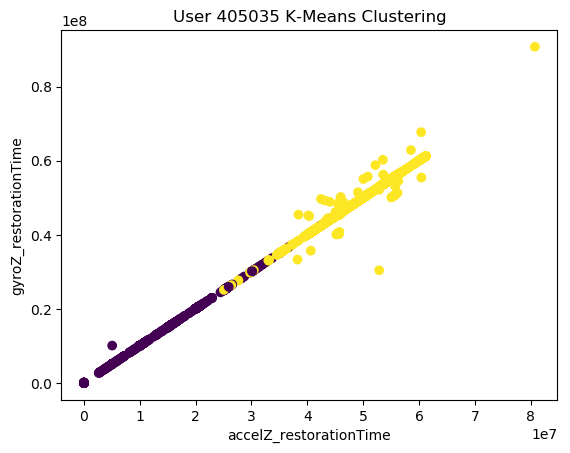 User 405035 K-Means Clustering
1e8
0.8
0.6
0.4
0.2
0.0
gyroZ_restorationTime
0 1 2 3 4 5 6 7 8
1e7
accelZ_restorationTime